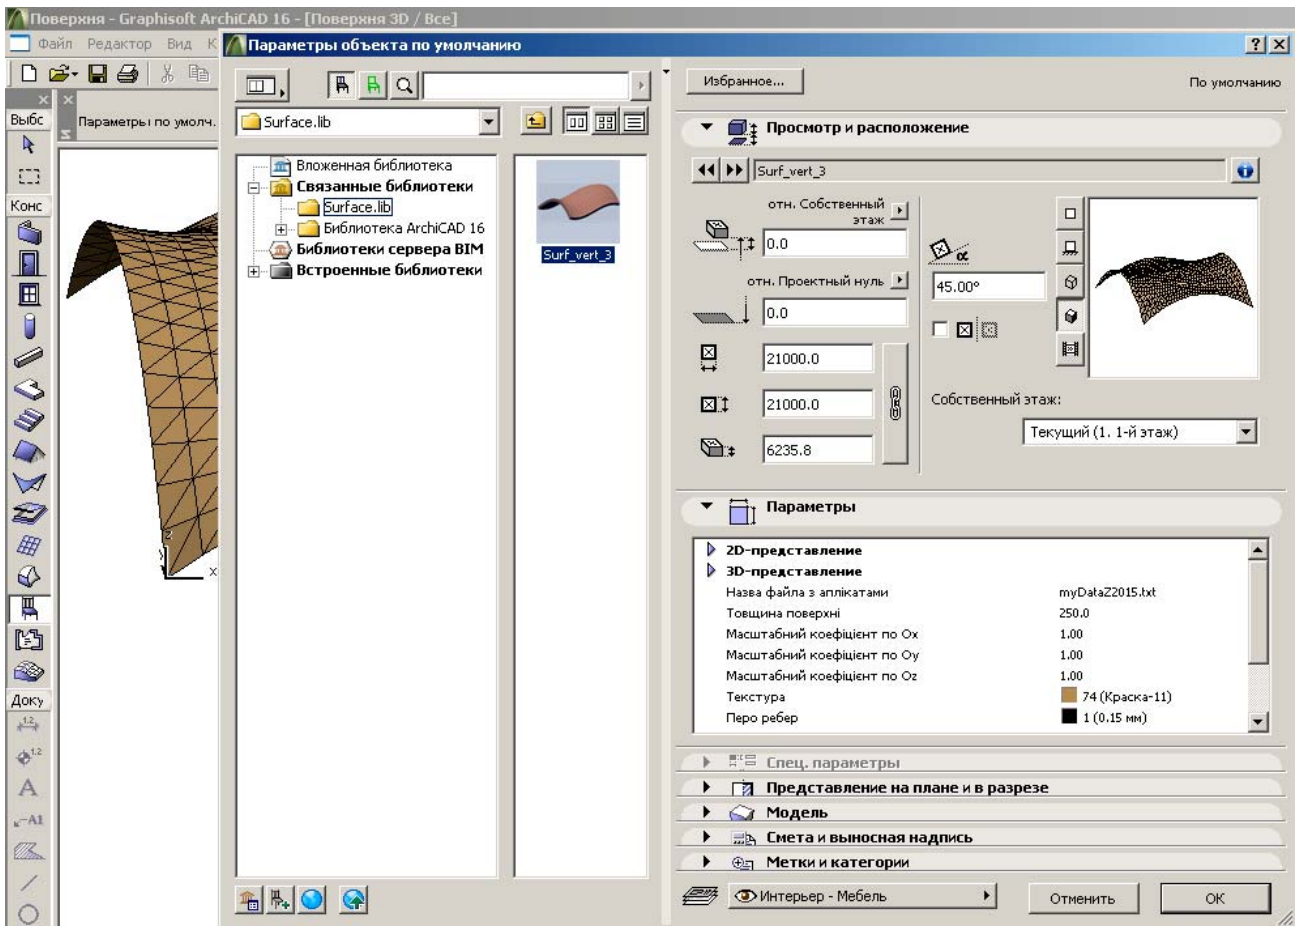 Поверхня - Graphisoft ArchiCAD 16 - [Поверхня 3D / Все]
Файл Редактор Вид К
Параметры объекта по умолчанию
Избранное...
По умолчанию
Выбс
Параметры по умолч.
Surface.lib
Просмотр и расположение
Вложенная библиотека
Связанные библиотеки
Surface.lib
Библиотека ArchiCAD 16
Библиотеки сервера BIM
Встроенные библиотеки
Surf_vert_3
Surf_vert_3
Конс
отн. Собственный этаж
0.0
α
отн. Проектный нуль
45.00°
0.0
21000.0
21000.0
Собственный этаж:
Текущий (1. 1-й этаж)
6235.8
Параметры
2D-представление
3D-представление
Назва файла з аплікатами myDataZ2015.txt
Товщина поверхні 250.0
Масштабний коефіцієнт по Ox 1.00
Масштабний коефіцієнт по Oy 1.00
Масштабний коефіцієнт по Oz 1.00
Текстура 74 (Краска-11)
Перо ребер 1 (0.15 мм)
z
y
x
Доку
1.2
1.2
A
A1
Спец. параметры
Представление на плане и в разрезе
Модель
Смета и выносная надпись
Метки и категории
Интерьер - Мебель
Отменить
OK